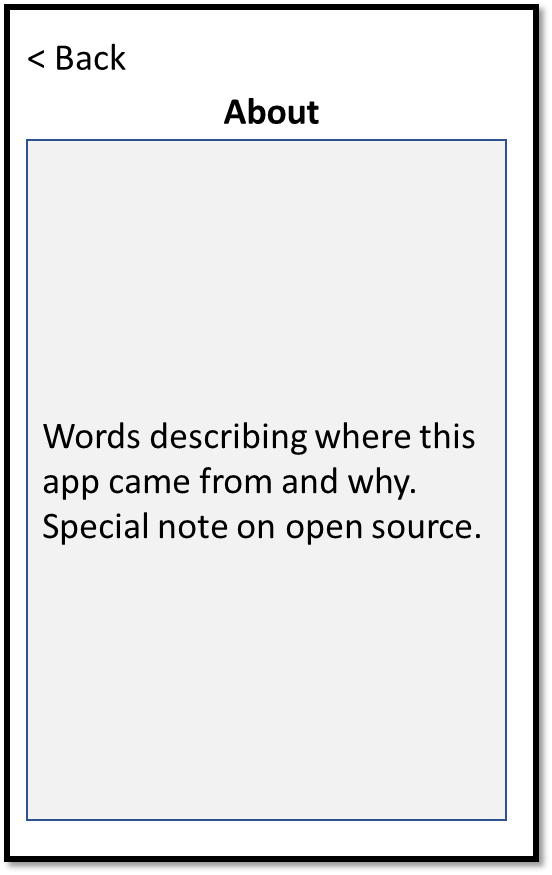 < Back
About
Words describing where this
app came from and why.
Special note on open source.